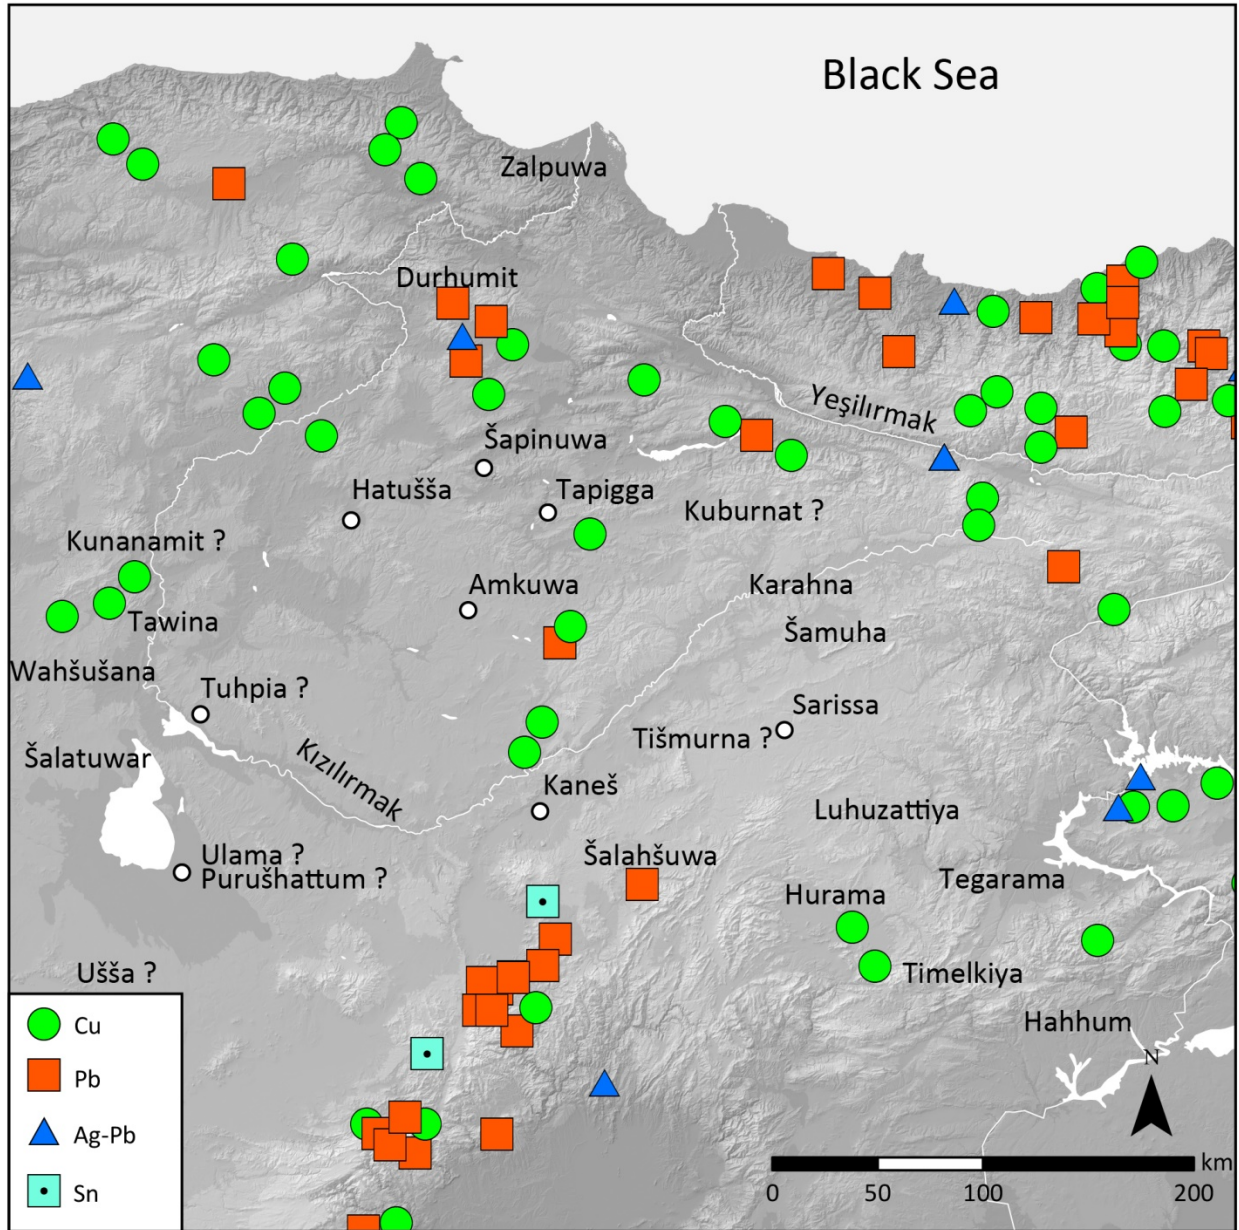 Black Sea
Zalpuwa
Durhumit
Yeşilırmak
Šapinuwa
Hatušša
Tapigga
Kuburnat ?
Kunanamit ?
Amkuwa
Karahna
Tawina
Šamuha
Wahšušana
Tuhpia ?
Sarissa
Tišmurna ?
Šalatuwar
Kızılırmak
Kaneš
Luhuzattiya
Ulama ?
Šalahšuwa
Purušhattum ?
Tegarama
Hurama
Ušša ?
Timelkiya
Hahhum
Cu
Pb
Ag-Pb
Sn
N
km
0 50 100 200